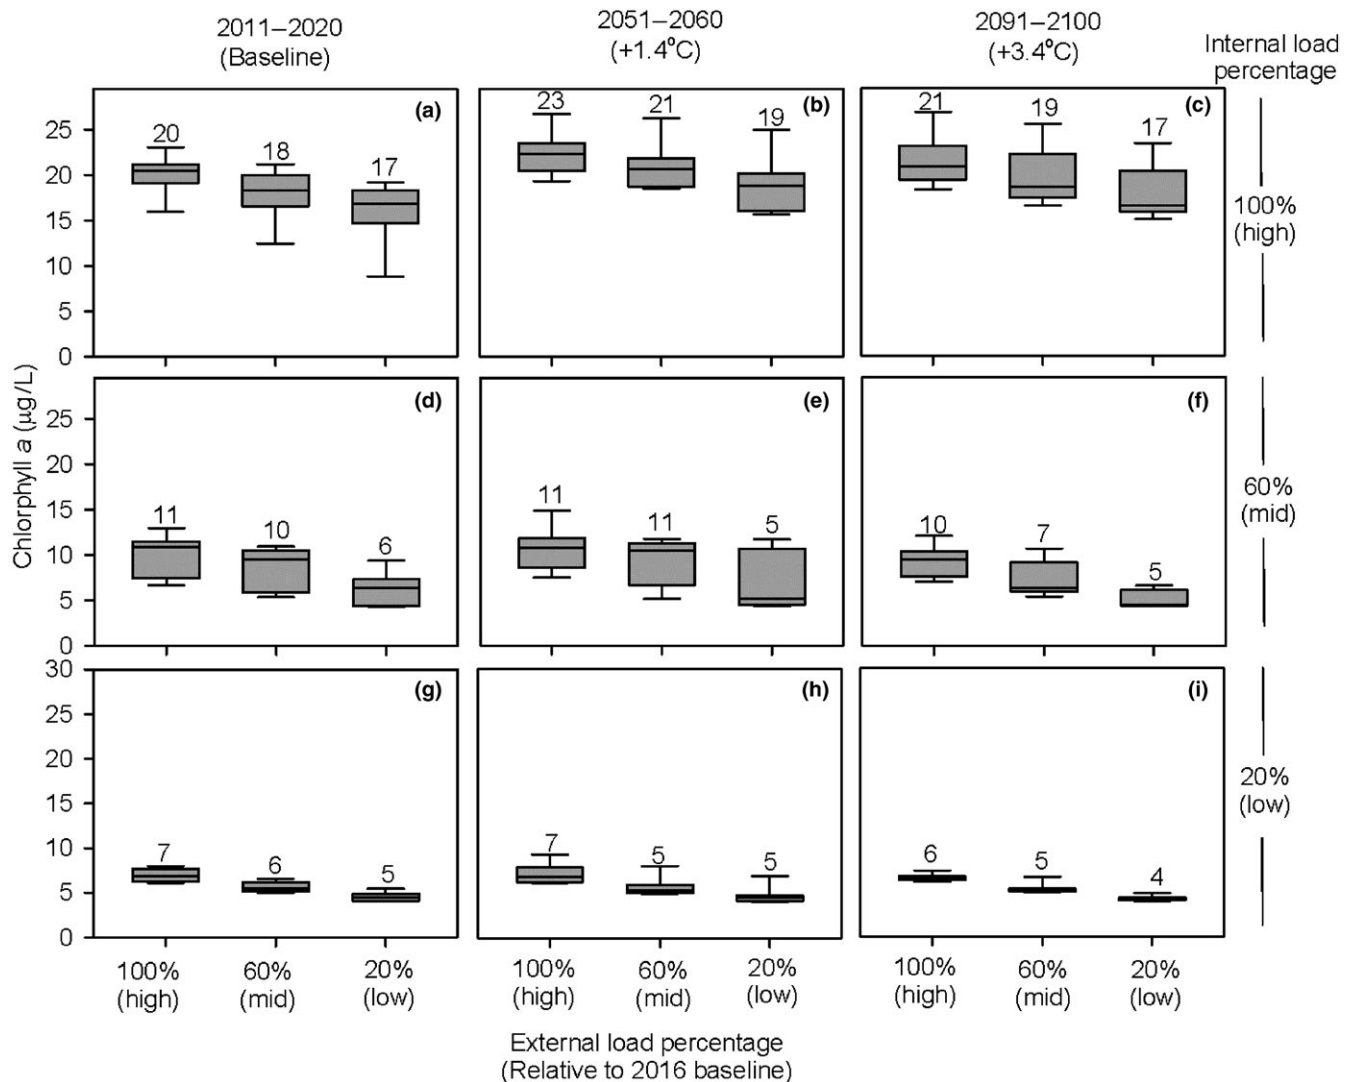 2011–2020
(Baseline)
2051–2060
(+1.4°C)
2091–2100
(+3.4°C)
Internal load
percentage
Chlorphyll a (μg/L)
25
20
15
10
5
0
(a)
20
18
17
(b)
23
21
19
(c)
21
19
17
100%
(high)
25
20
15
10
5
0
(d)
11
10
6
(e)
11
11
5
(f)
10
7
5
60%
(mid)
30
25
20
15
10
5
0
(g)
7
6
5
(h)
7
5
5
(i)
6
5
4
20%
(low)
100%
(high)
60%
(mid)
20%
(low)
100%
(high)
60%
(mid)
20%
(low)
100%
(high)
60%
(mid)
20%
(low)
External load percentage
(Relative to 2016 baseline)